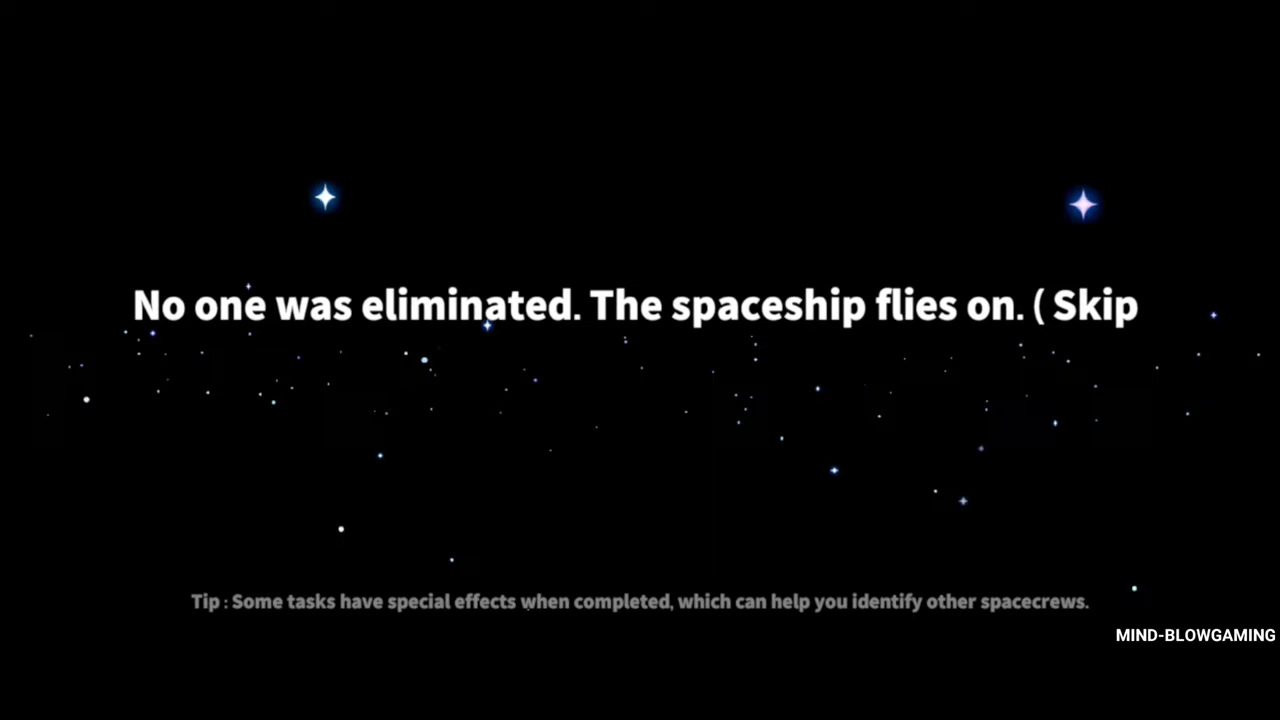 No one was eliminated. The spaceship flies on. ( Skip
Tip : Some tasks have special effects when completed, which can help you identify other spacecrews.
MIND-BLOWGAMING